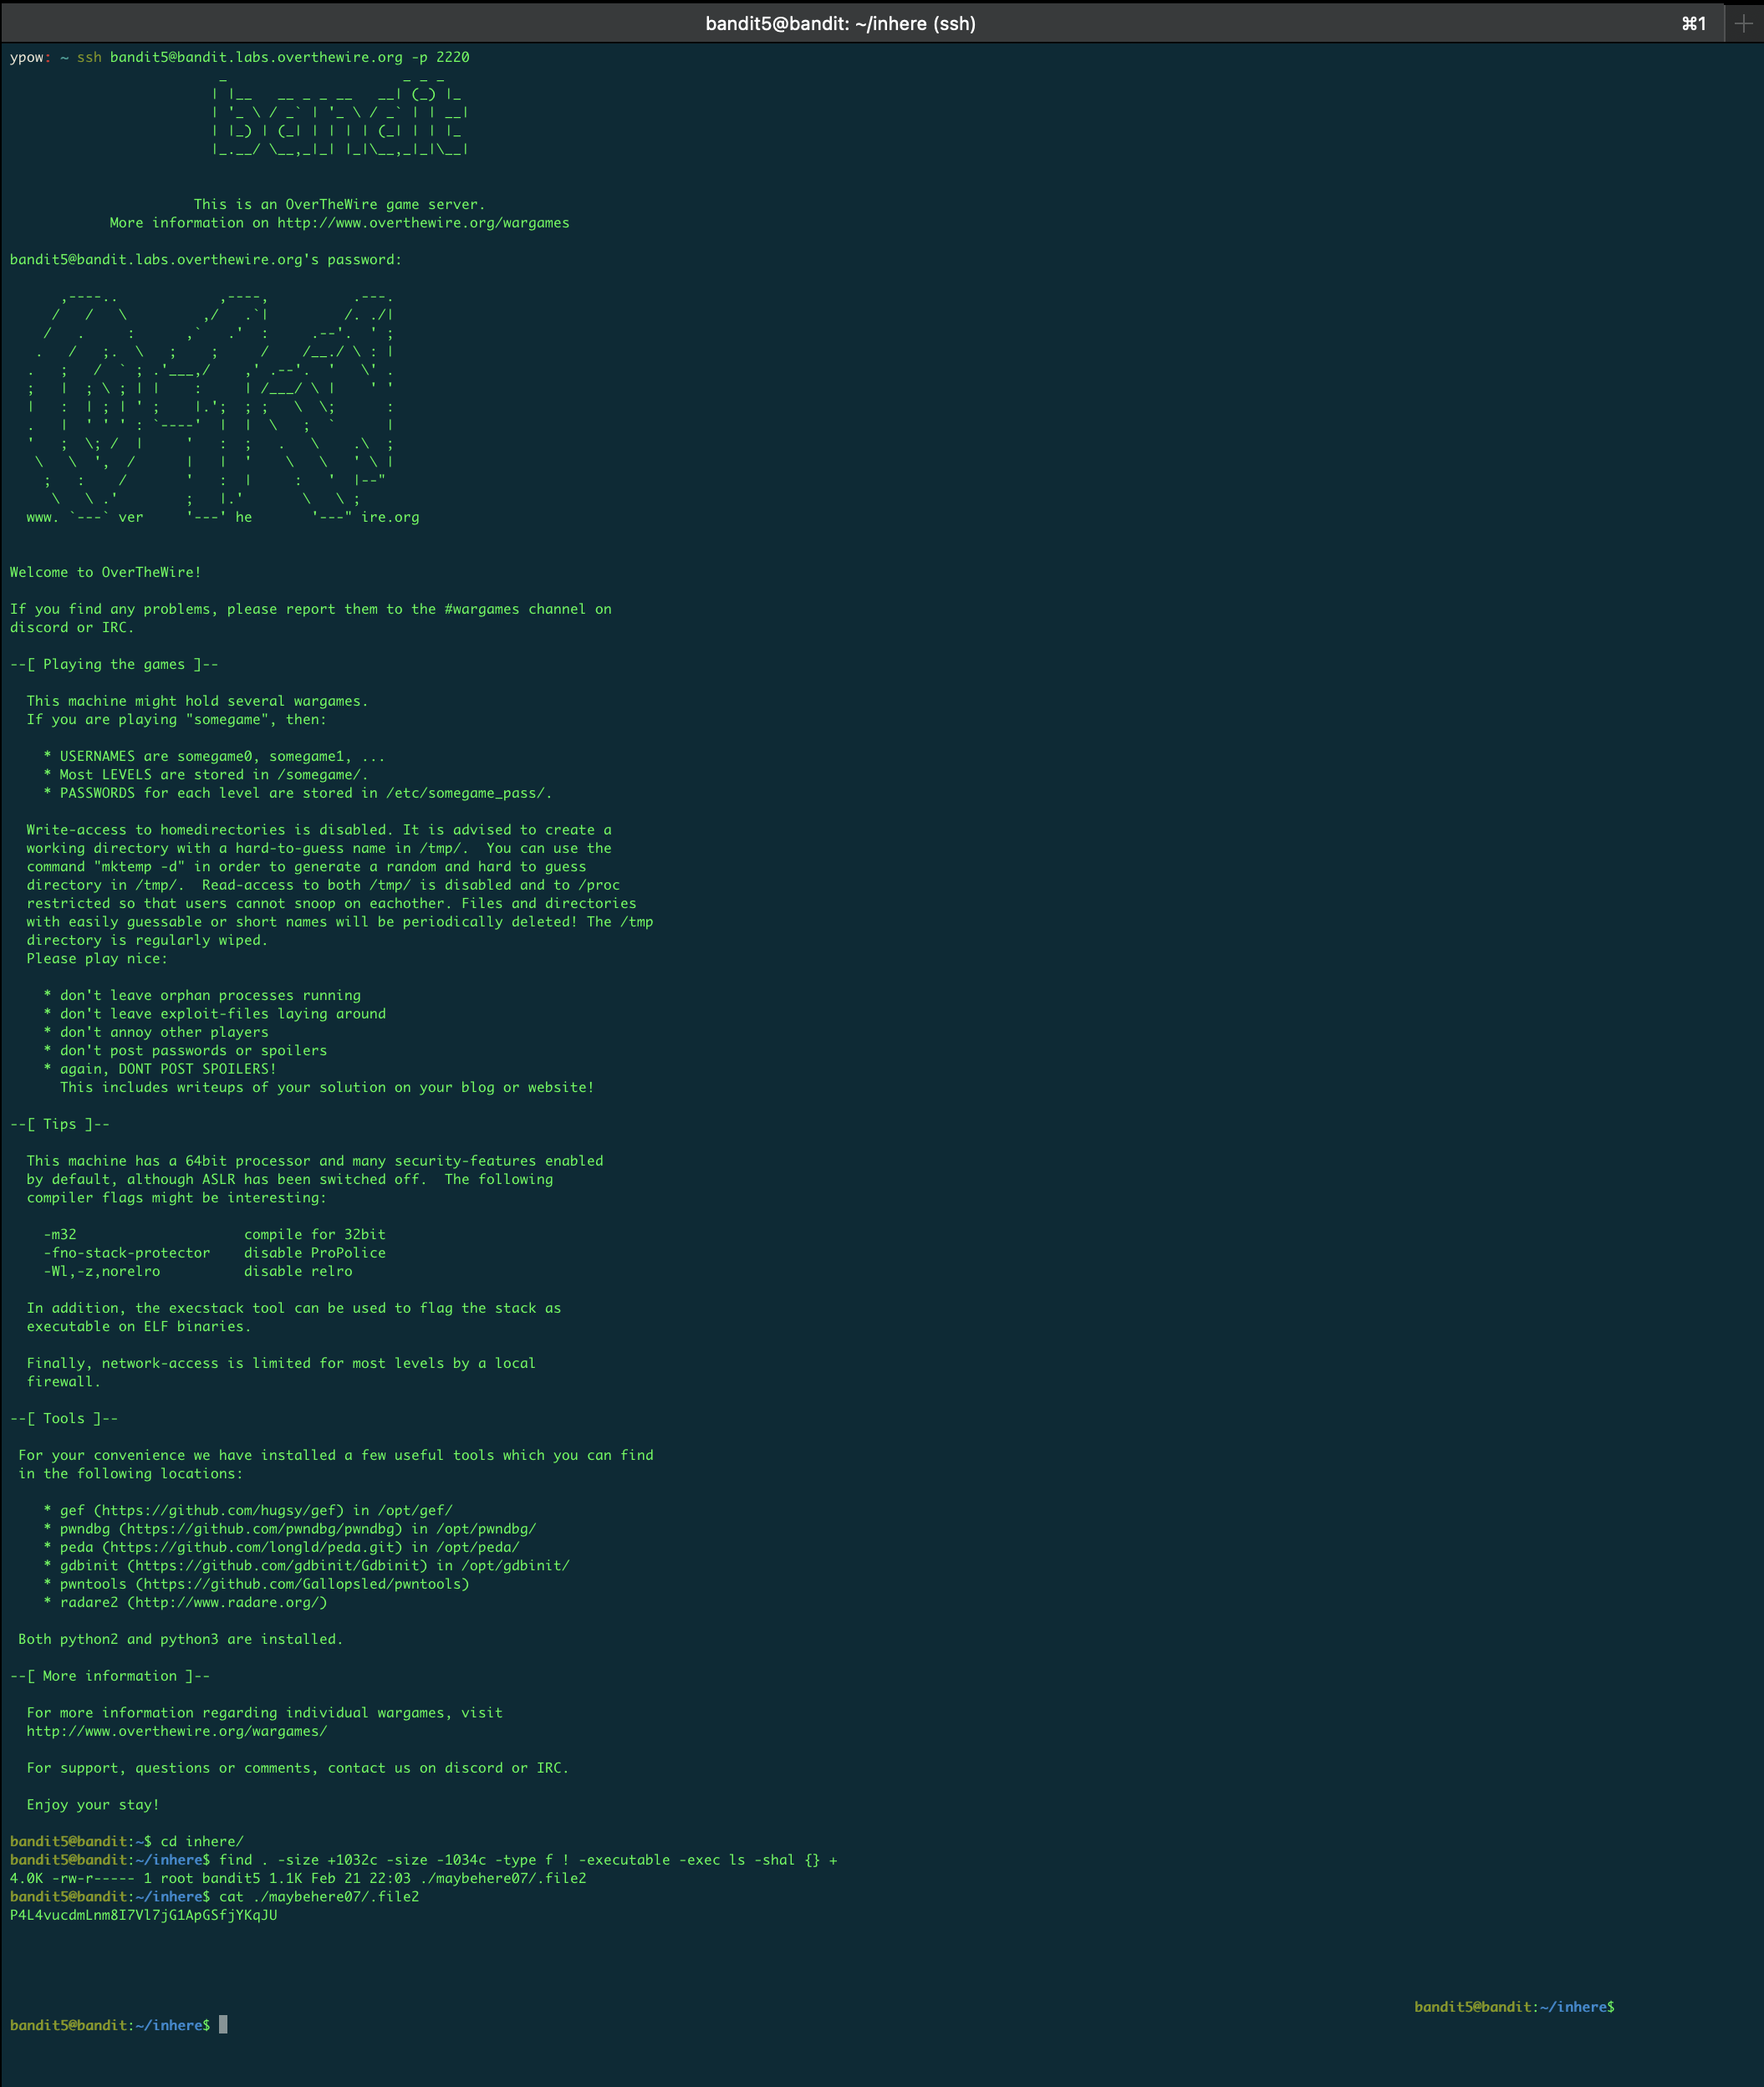 bandit5@bandit: ~/inhere (ssh)
⌘1
ypow: ~ ssh bandit5@bandit.labs.overthewire.org -p 2220
                         _                     _ _ _
                        | |__   __ _ _ __   __| (_) |_
                        | '_ \ / _` | '_ \ / _` | | __|
                        | |_) | (_| | | | | (_| | | |_
                        |_.__/ \__,_|_| |_|\__,_|_|\__|
                      This is an OverTheWire game server.
            More information on http://www.overthewire.org/wargames
bandit5@bandit.labs.overthewire.org's password:
      ,----..            ,----,          .---.
     /   /   \         ,/   .`|         /. ./|
    /   .     :      ,`   .'  :     .--'.  ' ;
   .   /   ;.  \   ;    ;     /    /__./ \ : |
  .   ;   /  ` ; .'___,/    ,' .--'.  '   \' .
  ;   |  ; \ ; | |    :     | /___/ \ |    ' '
  |   :  | ; | ' ;    |.';  ; ;   \  \;      :
  .   |  ' ' ' : `----'  |  |  \   ;  `      |
  '   ;  \; /  |     '   :  ;   .   \     .\  ;
   \   \  ',  /      |   |  '    \   \   ' \ |
    ;   :    /       '   :  |     :   '  |--"
     \   \ .'        ;   |.'       \   \ ;
  www. `---` ver     '---' he       '---" ire.org
Welcome to OverTheWire!
If you find any problems, please report them to the #wargames channel on
discord or IRC.
--[ Playing the games ]--
  This machine might hold several wargames.
  If you are playing "somegame", then:
    * USERNAMES are somegame0, somegame1, ...
    * Most LEVELS are stored in /somegame/.
    * PASSWORDS for each level are stored in /etc/somegame_pass/.
  Write-access to homedirectories is disabled. It is advised to create a
  working directory with a hard-to-guess name in /tmp/.  You can use the
  command "mktemp -d" in order to generate a random and hard to guess
  directory in /tmp/.  Read-access to both /tmp/ is disabled and to /proc
  restricted so that users cannot snoop on eachother. Files and directories
  with easily guessable or short names will be periodically deleted! The /tmp
  directory is regularly wiped.
  Please play nice:
    * don't leave orphan processes running
    * don't leave exploit-files laying around
    * don't annoy other players
    * don't post passwords or spoilers
    * again, DONT POST SPOILERS!
      This includes writeups of your solution on your blog or website!
--[ Tips ]--
  This machine has a 64bit processor and many security-features enabled
  by default, although ASLR has been switched off.  The following
  compiler flags might be interesting:
    -m32                    compile for 32bit
    -fno-stack-protector    disable ProPolice
    -Wl,-z,norelro          disable relro
  In addition, the execstack tool can be used to flag the stack as
  executable on ELF binaries.
  Finally, network-access is limited for most levels by a local
  firewall.
--[ Tools ]--
 For your convenience we have installed a few useful tools which you can find
 in the following locations:
    * gef (https://github.com/hugsy/gef) in /opt/gef/
    * pwndbg (https://github.com/pwndbg/pwndbg) in /opt/pwndbg/
    * peda (https://github.com/longld/peda.git) in /opt/peda/
    * gdbinit (https://github.com/gdbinit/Gdbinit) in /opt/gdbinit/
    * pwntools (https://github.com/Gallopsled/pwntools)
    * radare2 (http://www.radare.org/)
 Both python2 and python3 are installed.
--[ More information ]--
  For more information regarding individual wargames, visit
  http://www.overthewire.org/wargames/
  For support, questions or comments, contact us on discord or IRC.
  Enjoy your stay!
bandit5@bandit:~$ cd inhere/
bandit5@bandit:~/inhere$ find . -size +1032c -size -1034c -type f ! -executable -exec ls -shal {} +
4.0K -rw-r----- 1 root bandit5 1.1K Feb 21 22:03 ./maybehere07/.file2
bandit5@bandit:~/inhere$ cat ./maybehere07/.file2
P4L4vucdmLnm8I7Vl7jG1ApGSfjYKqJU
bandit5@bandit:~/inhere$
bandit5@bandit:~/inhere$